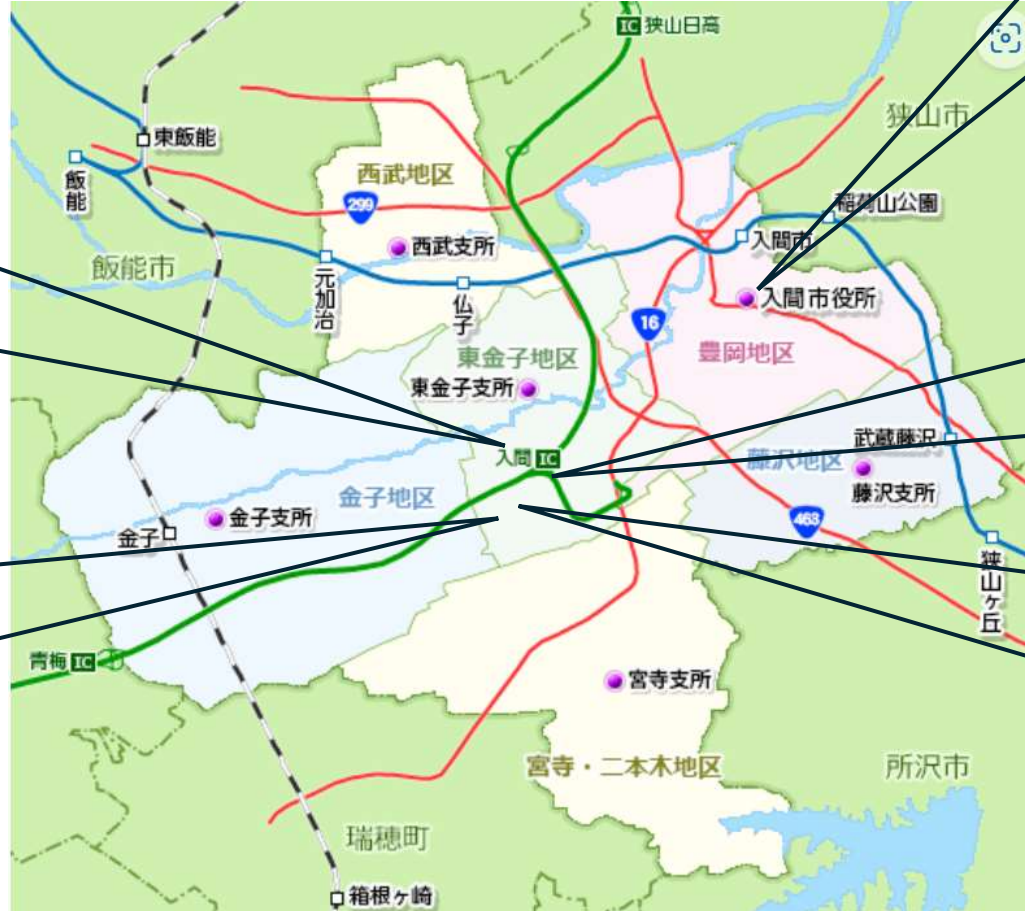 IC 狭山日高
狭山市
東飯能
飯能
西武地区
299
稲荷山公園
入間市
西武支所
飯能市
元加治
仏子
入間市役所
16
豊岡地区
東金子地区
東金子支所
武蔵藤沢
藤沢地区
入間 IC
藤沢支所
金子地区
金子支所
463
金子
狭山ヶ丘
青梅 IC
宮寺支所
宮寺・二本木地区
所沢市
瑞穂町
箱根ヶ崎